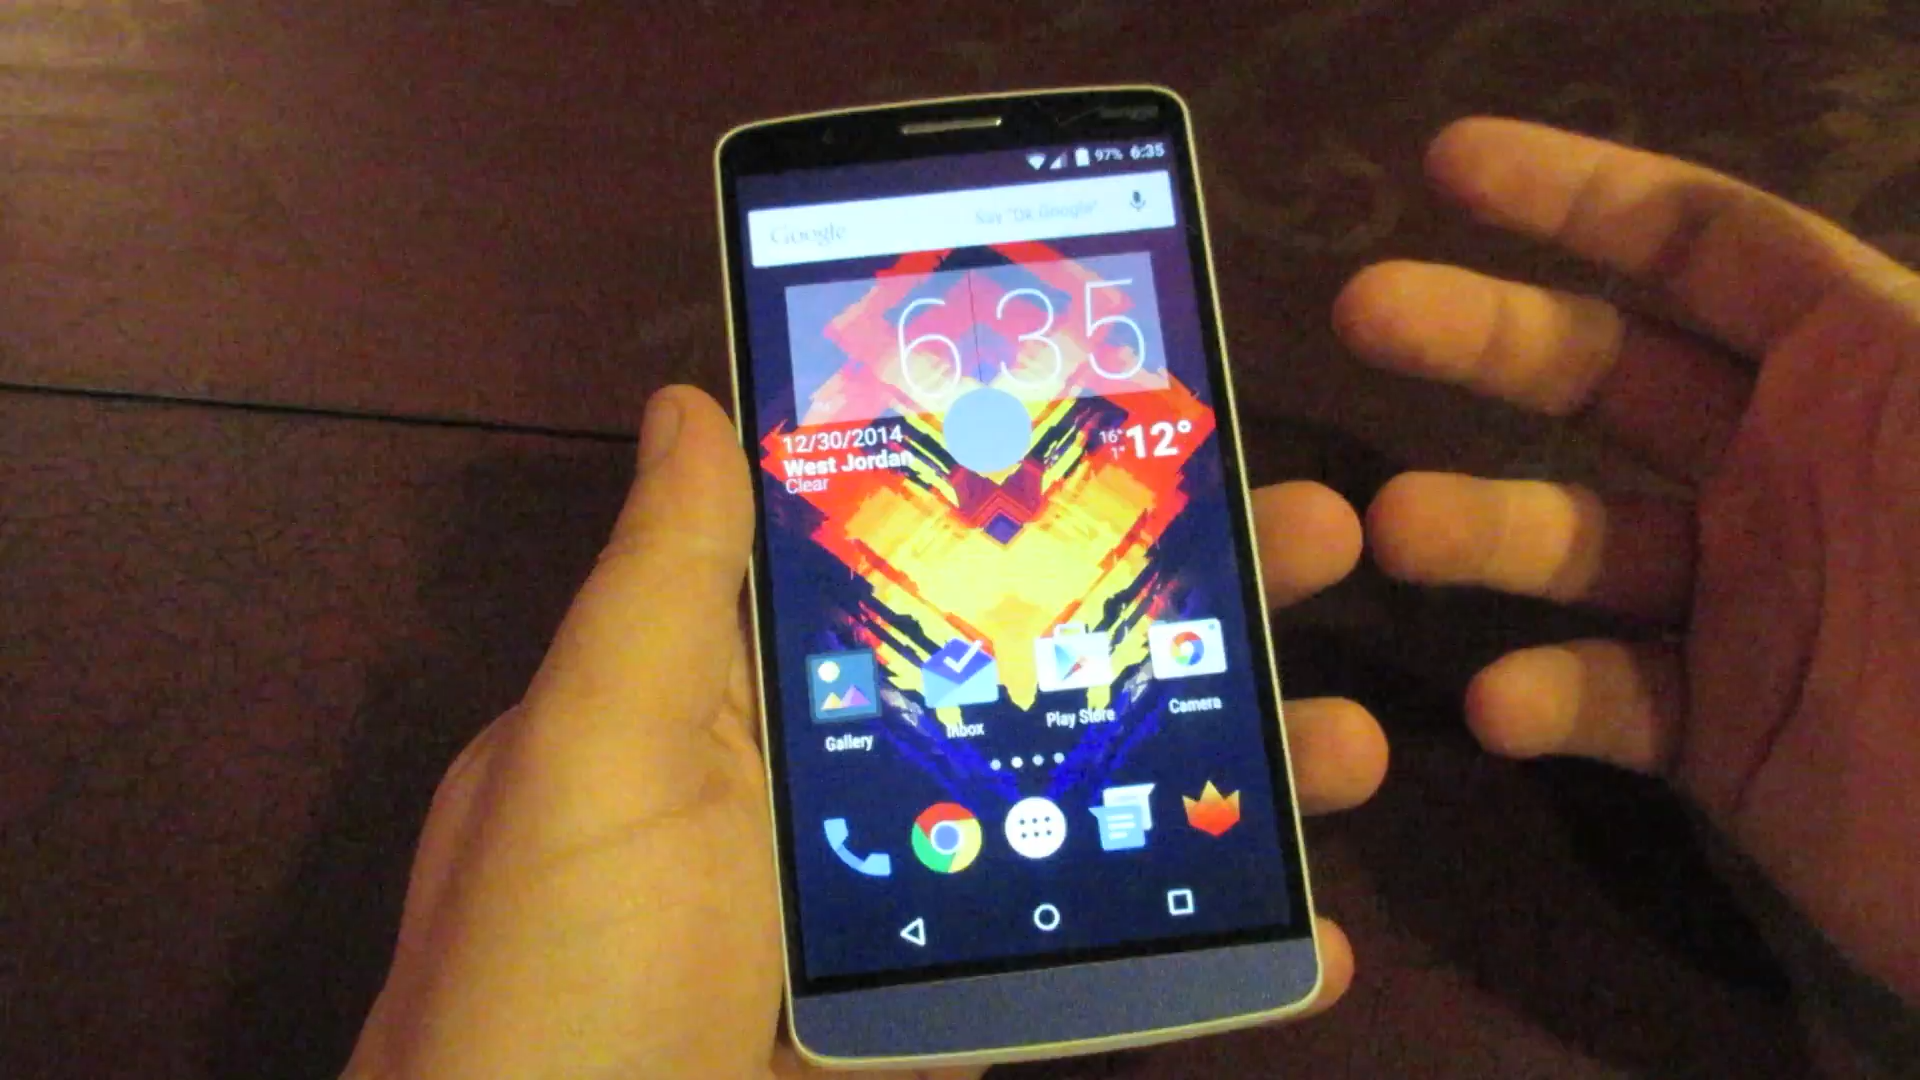 97% 6:35
Google Say "Ok Google"
6 35
12/30/2014
West Jordan
Clear
16°
1°
12°
Gallery
Inbox
Play Store
Camera